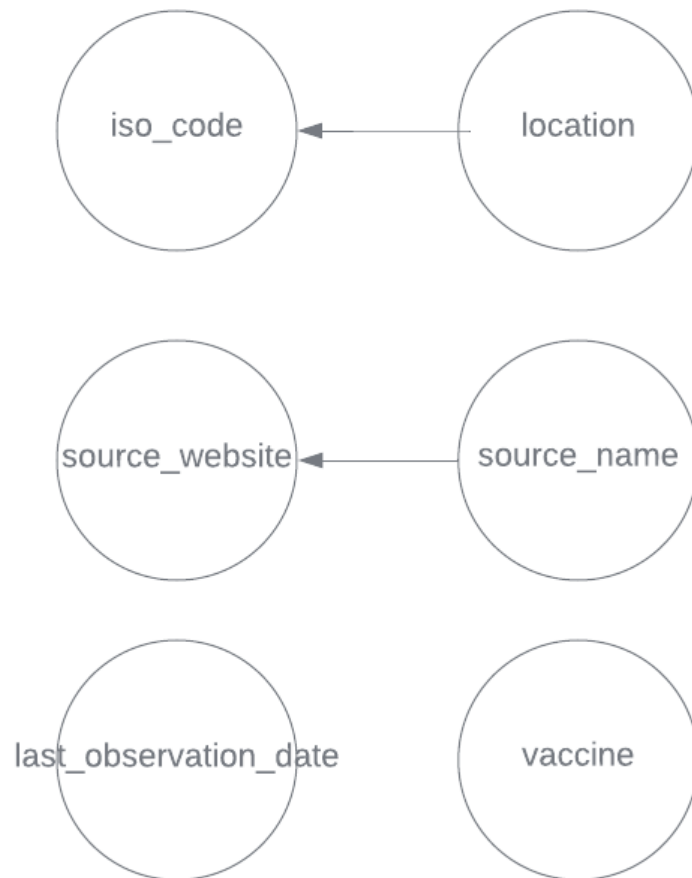 iso_code
location
source_website
source_name
last_observation_date
vaccine